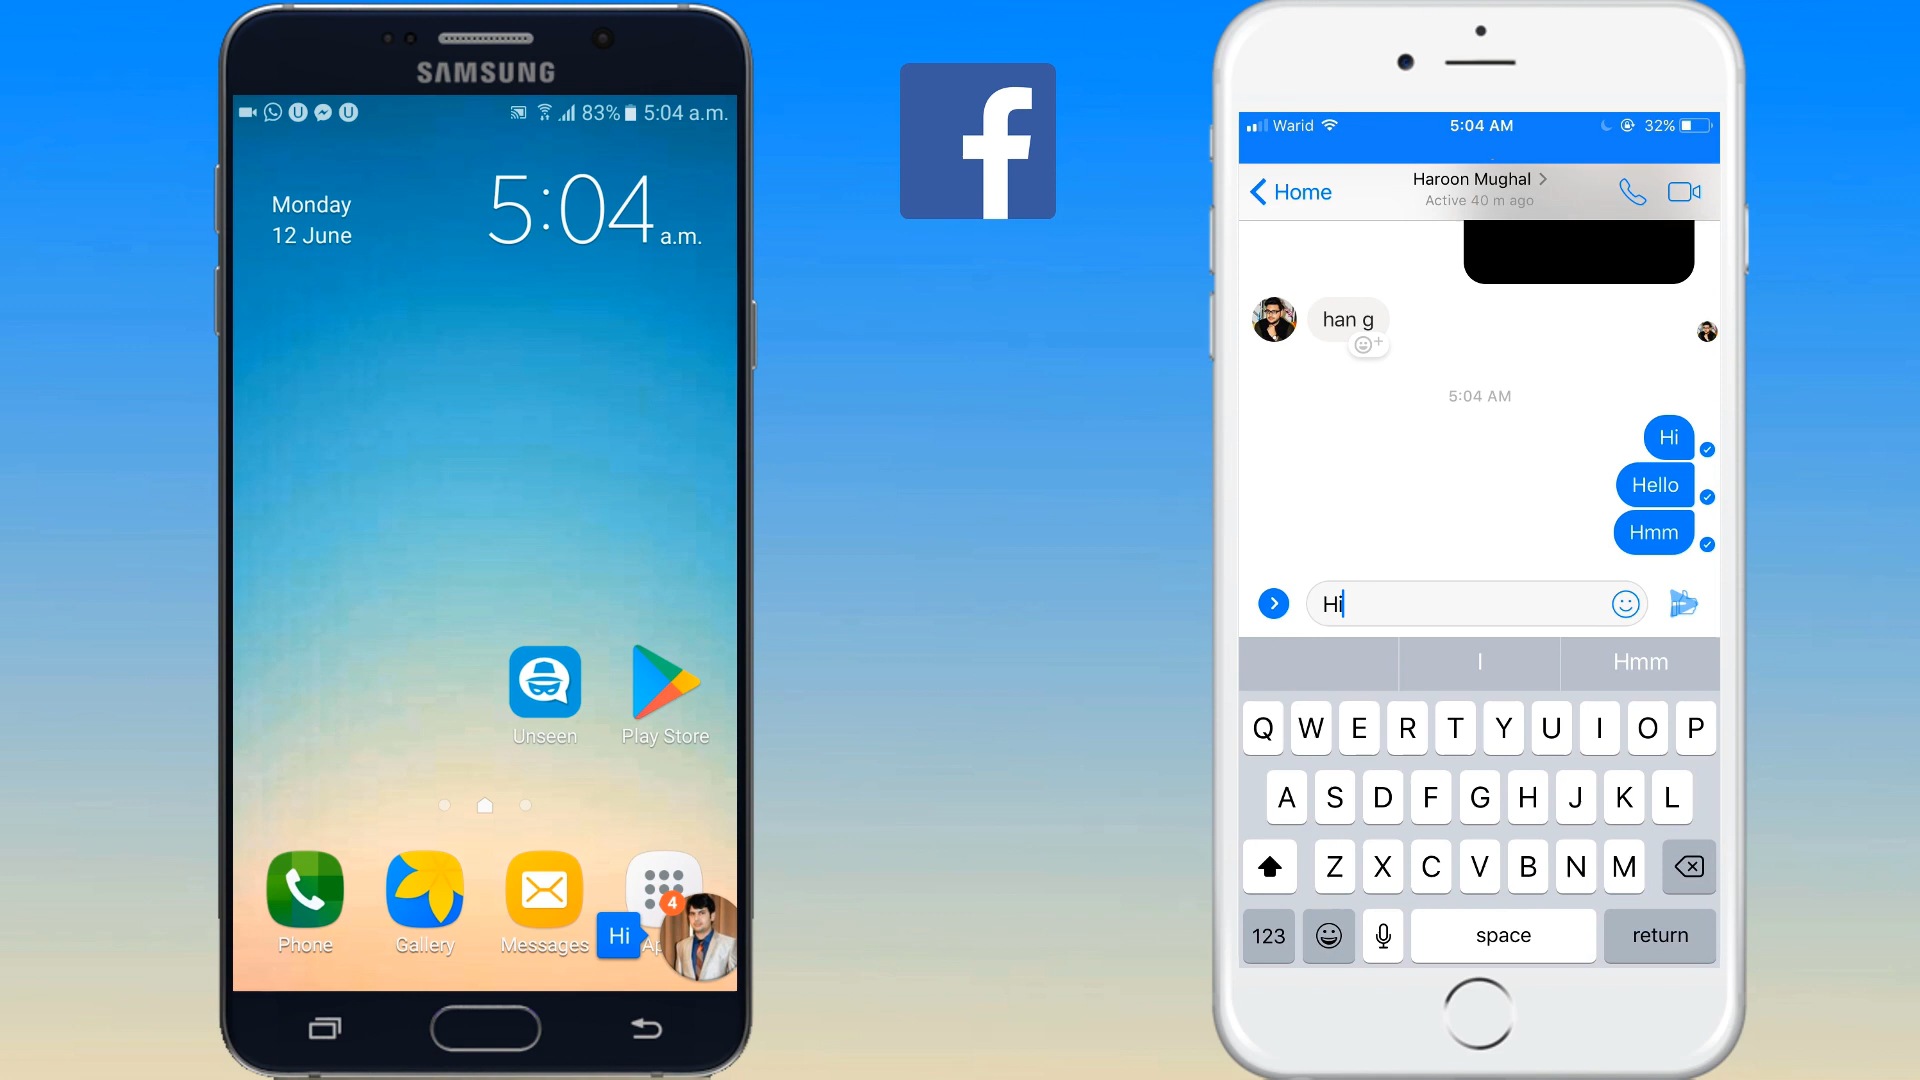 SAMSUNG
83% 5:04 a.m.
Monday
12 June
5:04 a.m.
Unseen
Play Store
4
Hi
Phone
Gallery
Messages
Ap
f
Warid
5:04 AM
32%
Home
Haroon Mughal
Active 40 m ago
han g
5:04 AM
Hi
Hello
Hmm
Hi
I
Hmm
Q W E R T Y U I O P
A S D F G H J K L
Z X C V B N M
123
space
return